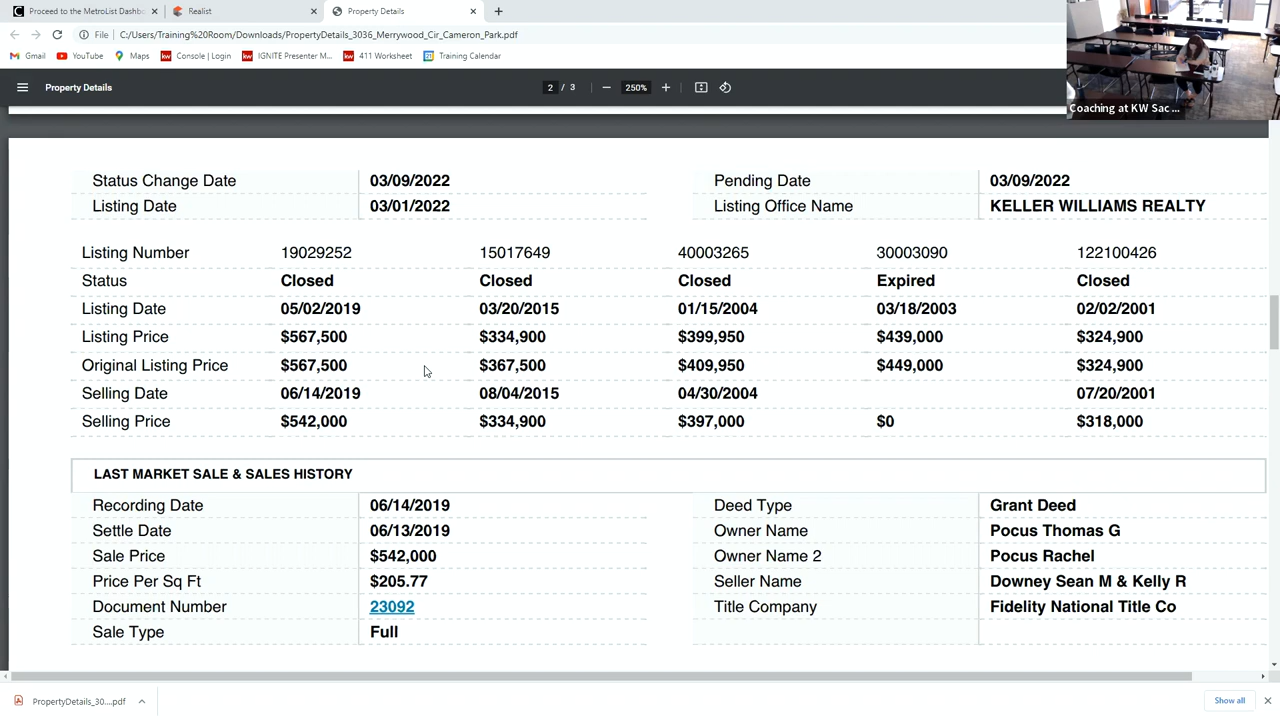 Proceed to the MetroList Dashb
Realist
Property Details
File C:/Users/Training%20Room/Downloads/PropertyDetails_3036_Merrywood_Cir_Cameron_Park.pdf
Gmail YouTube Maps kw Console | Login kw IGNITE Presenter M... kw 411 Worksheet Training Calendar
Property Details 2 / 3 250%
Coaching at KW Sac ...
Status Change Date 03/09/2022 Pending Date 03/09/2022
Listing Date 03/01/2022 Listing Office Name KELLER WILLIAMS REALTY
Listing Number 19029252 15017649 40003265 30003090 122100426
Status Closed Closed Closed Expired Closed
Listing Date 05/02/2019 03/20/2015 01/15/2004 03/18/2003 02/02/2001
Listing Price $567,500 $334,900 $399,950 $439,000 $324,900
Original Listing Price $567,500 $367,500 $409,950 $449,000 $324,900
Selling Date 06/14/2019 08/04/2015 04/30/2004 07/20/2001
Selling Price $542,000 $334,900 $397,000 $0 $318,000
LAST MARKET SALE & SALES HISTORY
Recording Date 06/14/2019 Deed Type Grant Deed
Settle Date 06/13/2019 Owner Name Pocus Thomas G
Sale Price $542,000 Owner Name 2 Pocus Rachel
Price Per Sq Ft $205.77 Seller Name Downey Sean M & Kelly R
Document Number 23092 Title Company Fidelity National Title Co
Sale Type Full
PropertyDetails_30....pdf Show all